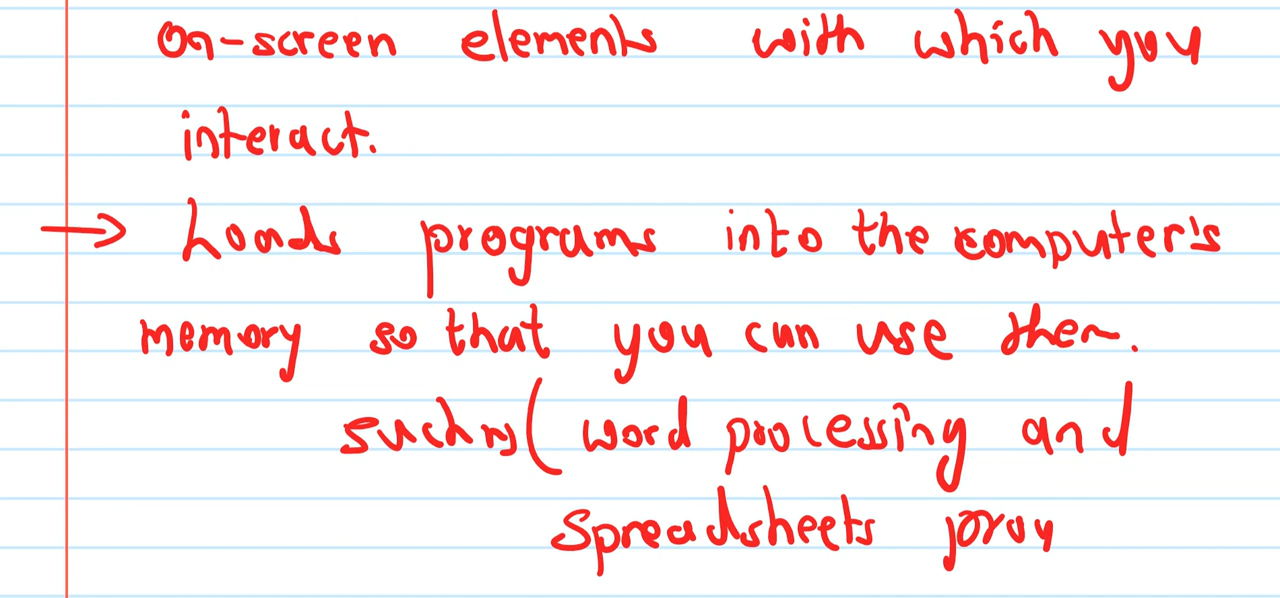 On-screen elements with which you
interact.
→ Loads programs into the computer's
memory so that you can use them.
such as ( word processing and
Spreadsheets